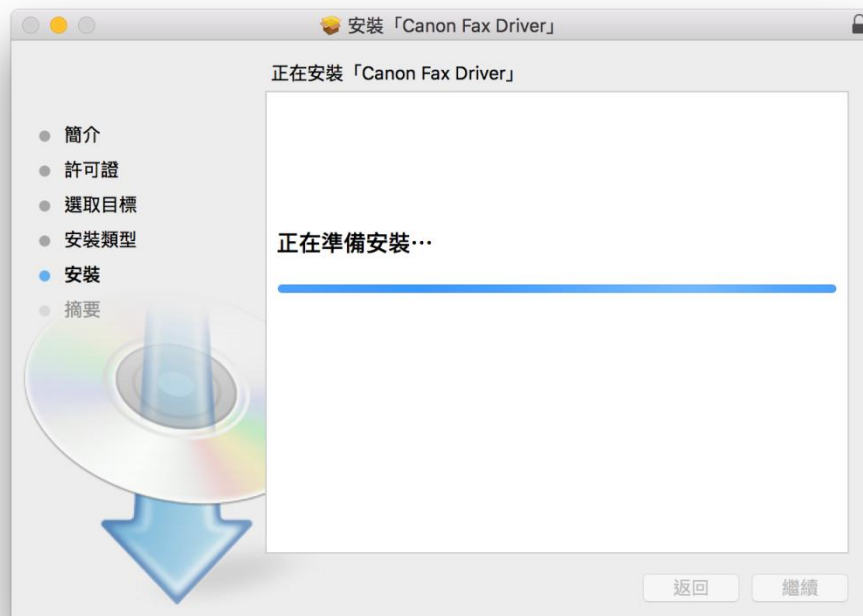 安裝「Canon Fax Driver」
正在安裝「Canon Fax Driver」
簡介
許可證
選取目標
安裝類型
安裝
摘要
正在準備安裝⋯
返回
繼續